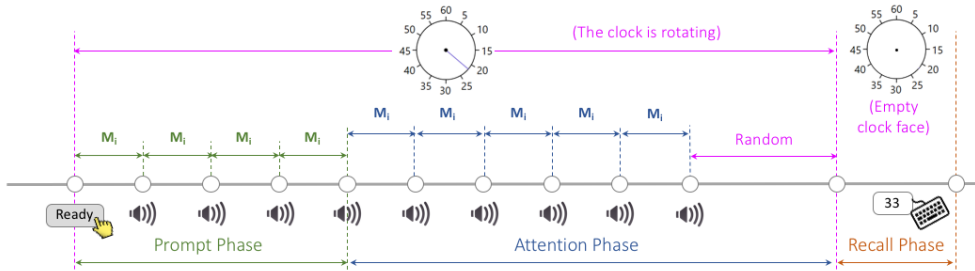 60
55 5
50 10
45 15
40 20
35 25
30
(The clock is rotating)
60
55 5
50 10
45 15
40 20
35 25
30
(Empty
clock face)
Mᵢ Mᵢ Mᵢ Mᵢ Mᵢ
Mᵢ Mᵢ Mᵢ Mᵢ
Random
Ready
33
Prompt Phase
Attention Phase
Recall Phase